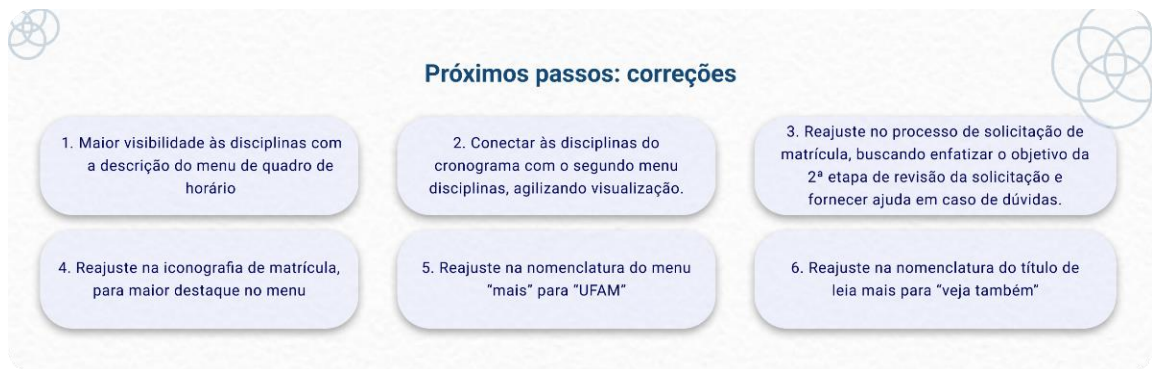 Próximos passos: correções
1. Maior visibilidade às disciplinas com
a descrição do menu de quadro de
horário
2. Conectar às disciplinas do
cronograma com o segundo menu
disciplinas, agilizando visualização.
3. Reajuste no processo de solicitação de
matrícula, buscando enfatizar o objetivo da
2ª etapa de revisão da solicitação e
fornecer ajuda em caso de dúvidas.
4. Reajuste na iconografia de matrícula,
para maior destaque no menu
5. Reajuste na nomenclatura do menu
“mais” para “UFAM”
6. Reajuste na nomenclatura do título de
leia mais para “veja também”